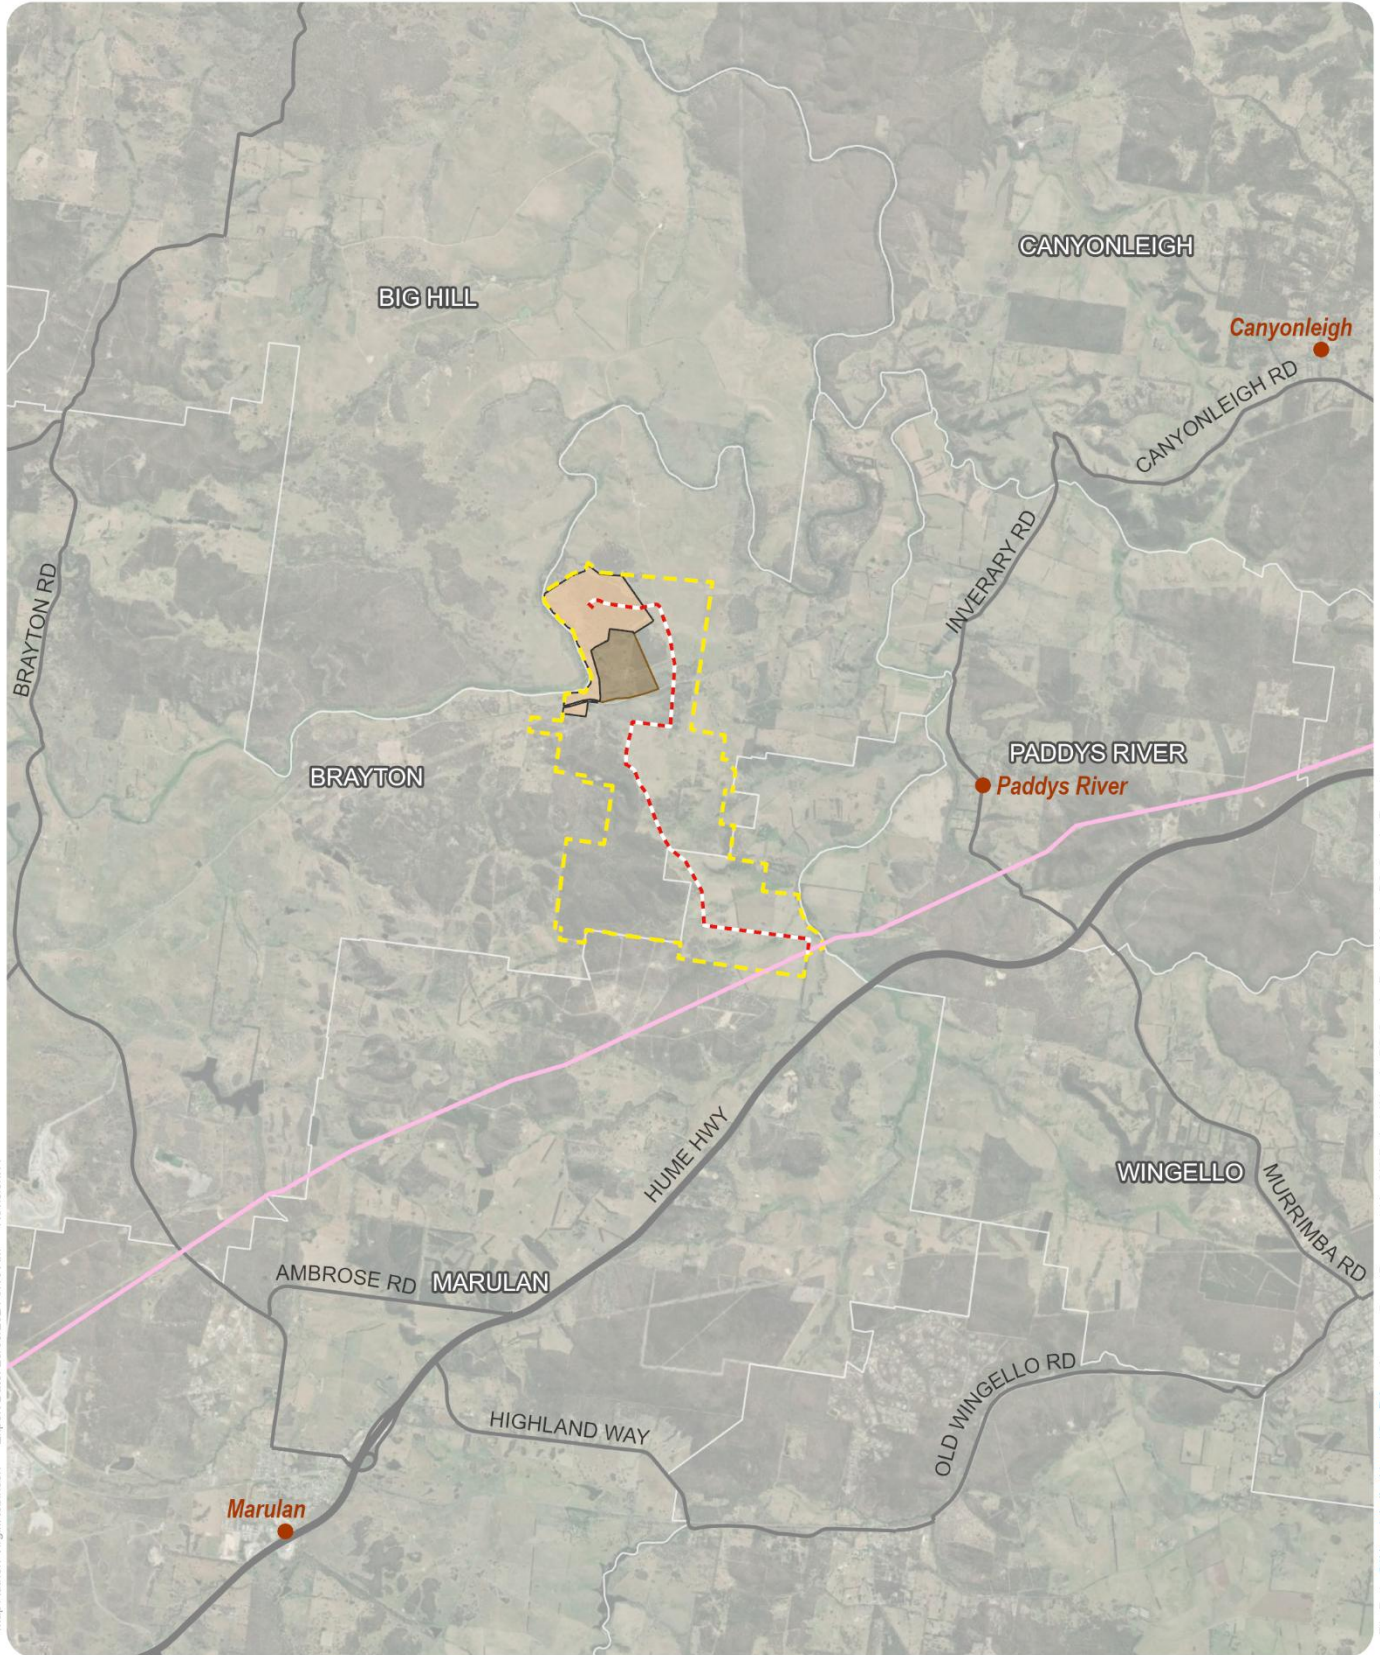 CANYONLEIGH
BIG HILL
Canyonleigh
CANYONLEIGH RD
INVERARY RD
BRAYTON RD
PADDYS RIVER
Paddys River
BRAYTON
HUME HWY
WINGELLO
MURRIMBA RD
AMBROSE RD
MARULAN
OLD WINGELLO RD
HIGHLAND WAY
Marulan